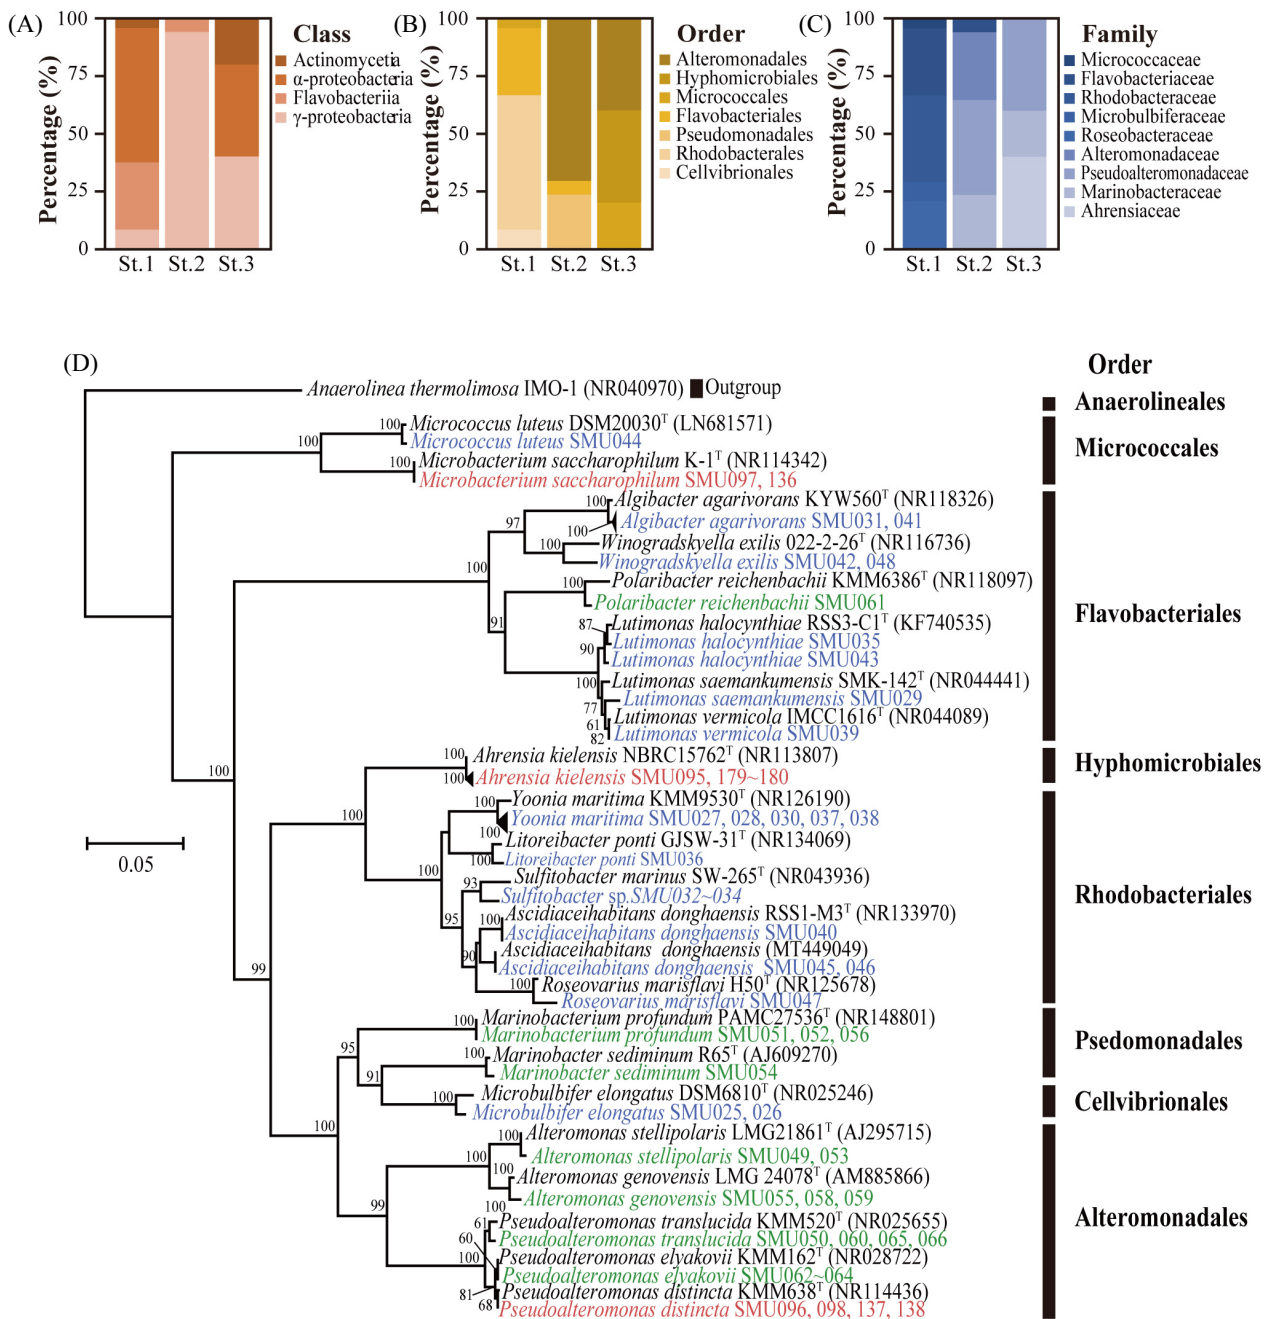 (A)
Percentage (%)
100
75
50
25
0
St.1 St.2 St.3
Class
Actinomycetia
α-proteobacteria
Flavobacteriia
γ-proteobacteria
(B)
Percentage (%)
100
75
50
25
0
St.1 St.2 St.3
Order
Alteromonadales
Hyphomicrobiales
Micrococcales
Flavobacteriales
Pseudomonadales
Rhodobacterales
Cellvibrionales
(C)
Percentage (%)
100
75
50
25
0
St.1 St.2 St.3
Family
Micrococcaceae
Flavobacteriaceae
Rhodobacteraceae
Microbulbiferaceae
Roseobacteraceae
Alteromonadaceae
Pseudoalteromonadaceae
Marinobacteraceae
Ahrensiaceae
(D)
Order
Anaerolinea thermolimosa IMO-1 (NR040970) Outgroup
Anaerolineales
100 Micrococcus luteus DSM20030ᵀ (LN681571)
100 Micrococcus luteus SMU044
Micrococcales
100 Microbacterium saccharophilum K-1ᵀ (NR114342)
Microbacterium saccharophilum SMU097, 136
100 Algibacter agarivorans KYW560ᵀ (NR118326)
97 100 Algibacter agarivorans SMU031, 041
100 Winogradskyella exilis 022-2-26ᵀ (NR116736)
Winogradskyella exilis SMU042, 048
100 100 Polaribacter reichenbachii KMM6386ᵀ (NR118097)
Polaribacter reichenbachii SMU061
Flavobacteriales
91 87 Lutimonas halocynthiae RSS3-C1ᵀ (KF740535)
90 Lutimonas halocynthiae SMU035
Lutimonas halocynthiae SMU043
100 Lutimonas saemankumensis SMK-142ᵀ (NR044441)
77 Lutimonas saemankumensis SMU029
61 Lutimonas vermicola IMCC1616ᵀ (NR044089)
82 Lutimonas vermicola SMU039
100 Ahrensia kielensis NBRC15762ᵀ (NR113807)
Hyphomicrobiales
100 100 Ahrensia kielensis SMU095, 179~180
100 100 Yoonia maritima KMM9530ᵀ (NR126190)
100 Yoonia maritima SMU027, 028, 030, 037, 038
Litoreibacter ponti GJSW-31ᵀ (NR134069)
100 100 Litoreibacter ponti SMU036
0.05
93 Sulfitobacter marinus SW-265ᵀ (NR043936)
Sulfitobacter sp.SMU032~034
Rhodobacteriales
95 100 Ascidiaceihabitans donghaensis RSS1-M3ᵀ (NR133970)
Ascidiaceihabitans donghaensis SMU040
90 Ascidiaceihabitans donghaensis (MT449049)
99 Ascidiaceihabitans donghaensis SMU045, 046
100 Roseovarius marisflavi H50ᵀ (NR125678)
Roseovarius marisflavi SMU047
100 Marinobacterium profundum PAMC27536ᵀ (NR148801)
95 Marinobacterium profundum SMU051, 052, 056
Psedomonadales
100 Marinobacter sediminum R65ᵀ (AJ609270)
91 Marinobacter sediminum SMU054
100 Microbulbifer elongatus DSM6810ᵀ (NR025246)
Cellvibrionales
Microbulbifer elongatus SMU025, 026
100 100 Alteromonas stellipolaris LMG21861ᵀ (AJ295715)
100 Alteromonas stellipolaris SMU049, 053
100 Alteromonas genovensis LMG 24078ᵀ (AM885866)
99 Alteromonas genovensis SMU055, 058, 059
100
Alteromonadales
61 Pseudoalteromonas translucida KMM520ᵀ (NR025655)
60 Pseudoalteromonas translucida SMU050, 060, 065, 066
100 Pseudoalteromonas elyakovii KMM162ᵀ (NR028722)
Pseudoalteromonas elyakovii SMU062~064
81 Pseudoalteromonas distincta KMM638ᵀ (NR114436)
68 Pseudoalteromonas distincta SMU096, 098, 137, 138